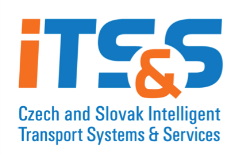 iTS&S
Czech and Slovak Intelligent
Transport Systems & Services